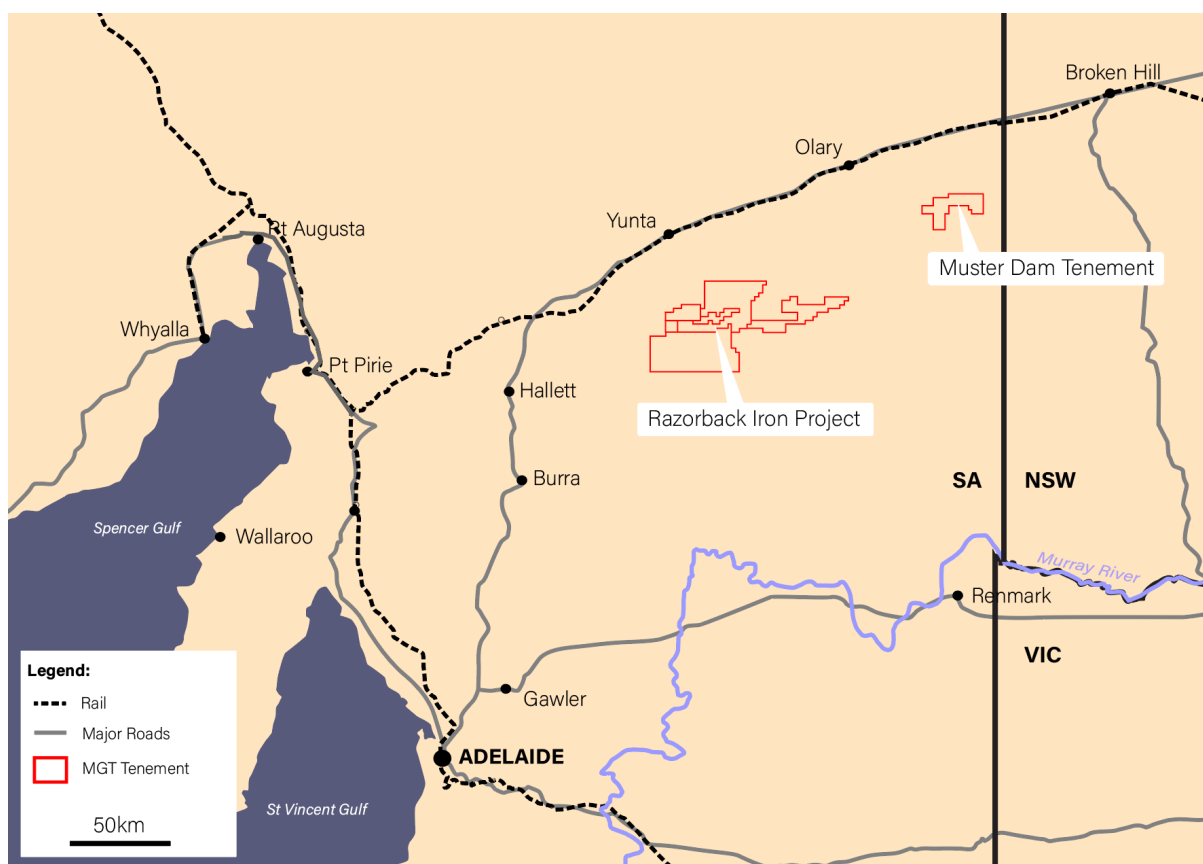 Broken Hill
Olary
Yunta
Pt Augusta
Muster Dam Tenement
Whyalla
Pt Pirie
Hallett
Razorback Iron Project
Burra
SA
NSW
Spencer Gulf
Wallaroo
Murray River
Renmark
VIC
Gawler
ADELAIDE
St Vincent Gulf
Legend:
Rail
Major Roads
MGT Tenement
50km